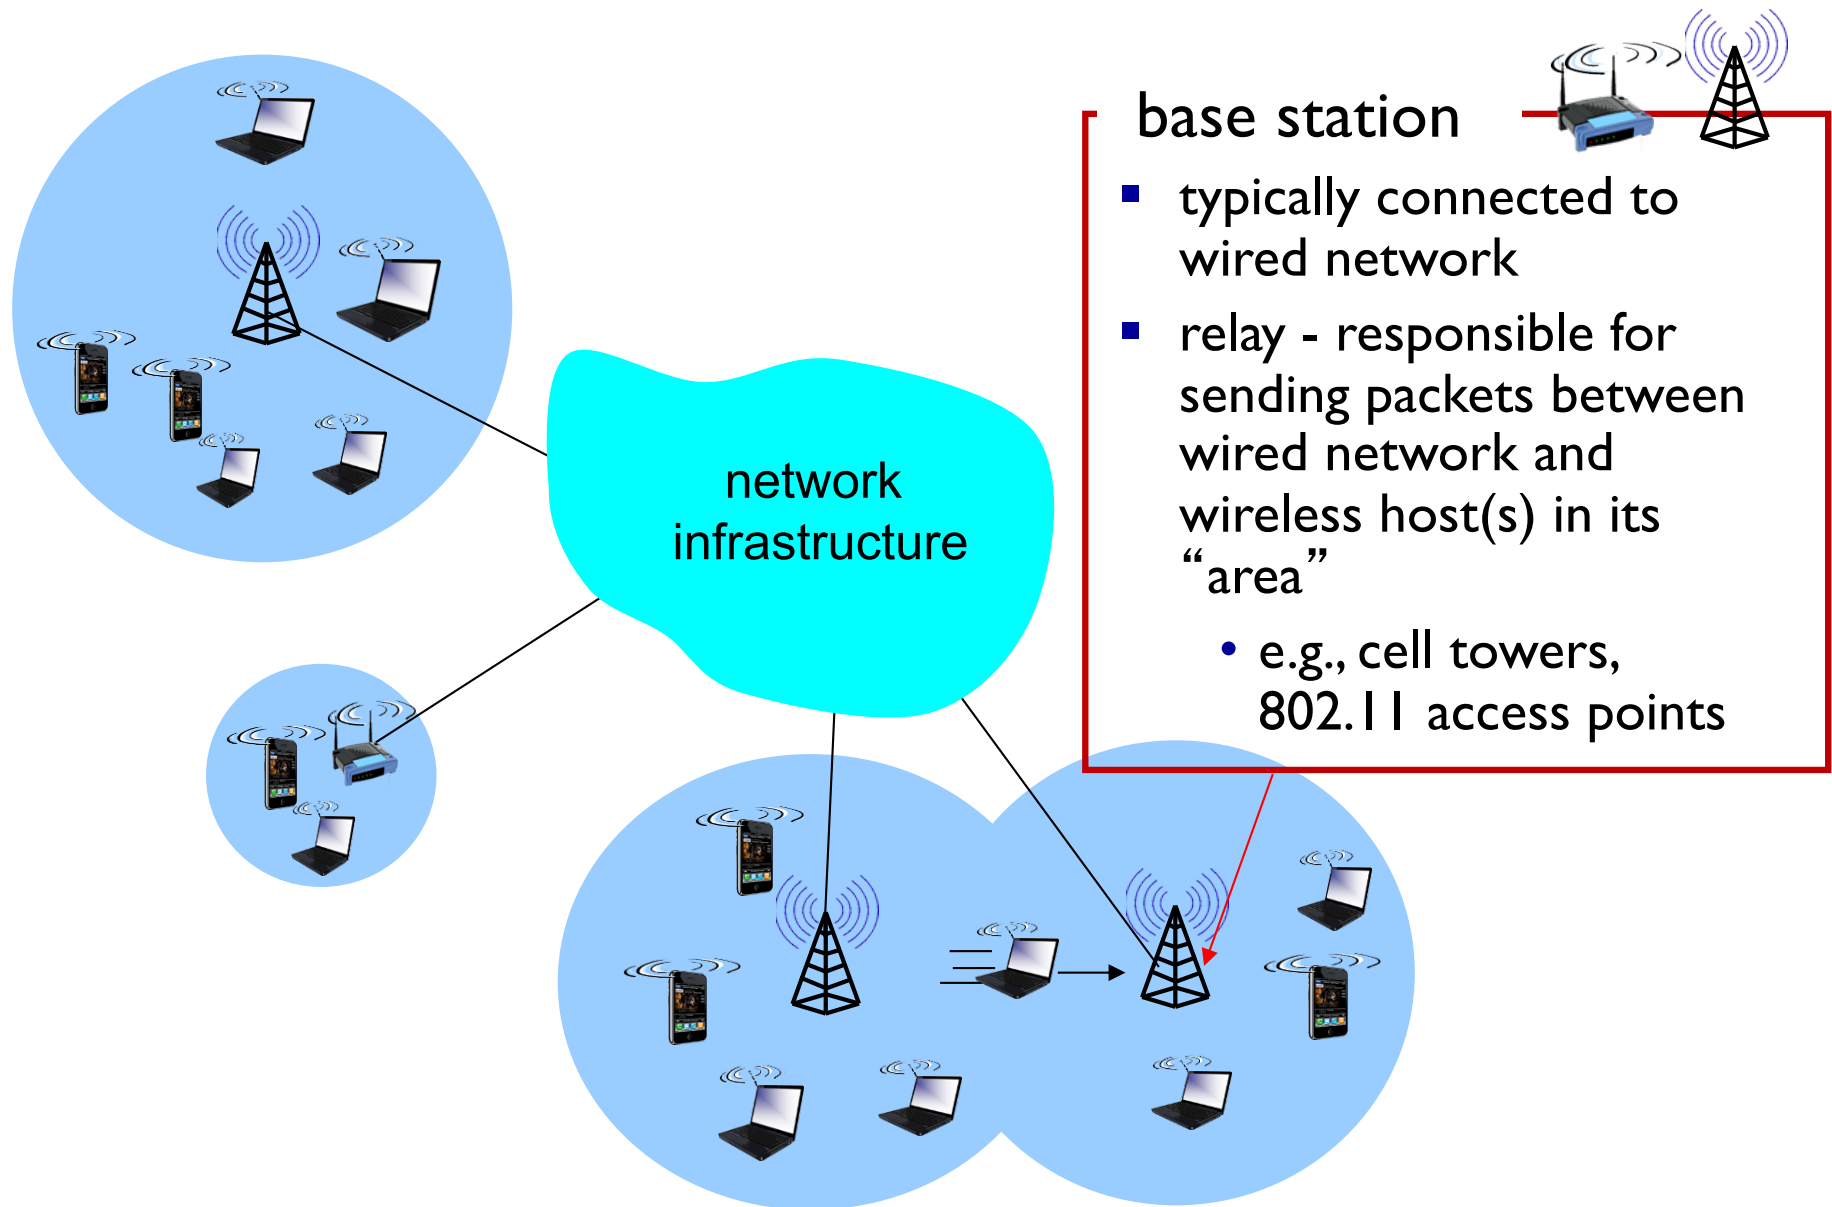 base station
typically connected to
wired network
relay - responsible for
sending packets between
wired network and
wireless host(s) in its
“area”
e.g., cell towers,
802.11 access points
network
infrastructure